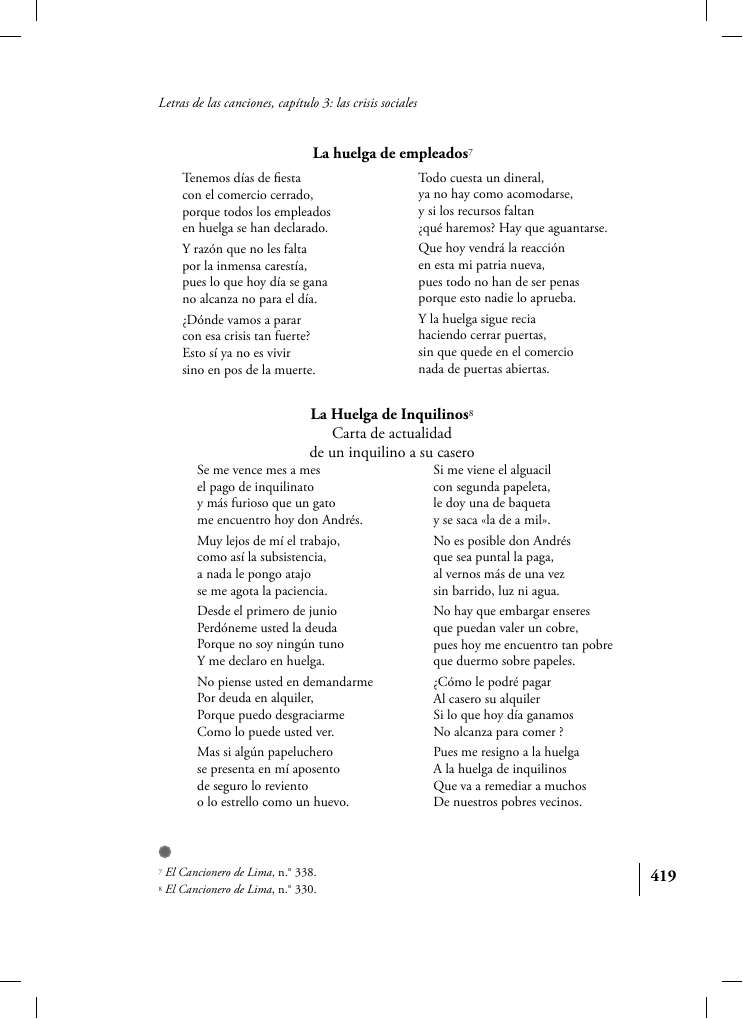 Letras de las canciones, capítulo 3: las crisis sociales
La huelga de empleados7
Tenemos días de fiesta
con el comercio cerrado,
porque todos los empleados
en huelga se han declarado.
Y razón que no les falta
por la inmensa carestía,
pues lo que hoy día se gana
no alcanza no para el día.
¿Dónde vamos a parar
con esa crisis tan fuerte?
Esto sí ya no es vivir
sino en pos de la muerte.
Todo cuesta un dineral,
ya no hay como acomodarse,
y si los recursos faltan
¿qué haremos? Hay que aguantarse.
Que hoy vendrá la reacción
en esta mi patria nueva,
pues todo no han de ser penas
porque esto nadie lo aprueba.
Y la huelga sigue recia
haciendo cerrar puertas,
sin que quede en el comercio
nada de puertas abiertas.
La Huelga de Inquilinos8
Carta de actualidad
de un inquilino a su casero
Se me vence mes a mes
el pago de inquilinato
y más furioso que un gato
me encuentro hoy don Andrés.
Muy lejos de mí el trabajo,
como así la subsistencia,
a nada le pongo atajo
se me agota la paciencia.
Desde el primero de junio
Perdóneme usted la deuda
Porque no soy ningún tuno
Y me declaro en huelga.
No piense usted en demandarme
Por deuda en alquiler,
Porque puedo desgraciarme
Como lo puede usted ver.
Mas si algún papeluchero
se presenta en mí aposento
de seguro lo reviento
o lo estrello como un huevo.
Si me viene el alguacil
con segunda papeleta,
le doy una de baqueta
y se saca «la de a mil».
No es posible don Andrés
que sea puntal la paga,
al vernos más de una vez
sin barrido, luz ni agua.
No hay que embargar enseres
que puedan valer un cobre,
pues hoy me encuentro tan pobre
que duermo sobre papeles.
¿Cómo le podré pagar
Al casero su alquiler
Si lo que hoy día ganamos
No alcanza para comer ?
Pues me resigno a la huelga
A la huelga de inquilinos
Que va a remediar a muchos
De nuestros pobres vecinos.
7 El Cancionero de Lima, n.° 338.
8 El Cancionero de Lima, n.° 330.
419